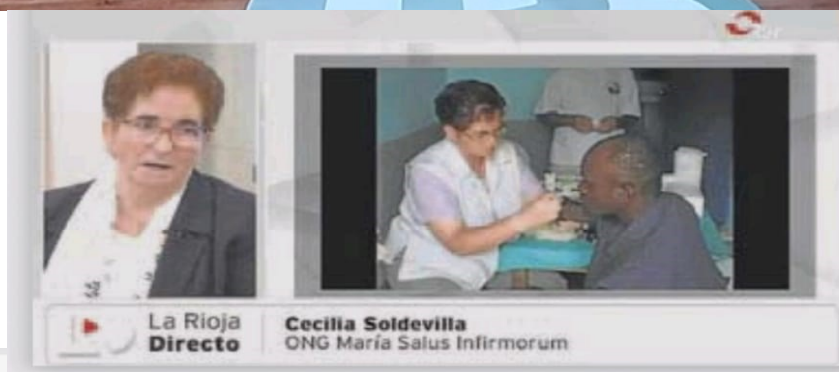 La Rioja
Directo
Cecilia Soldevilla
ONG María Salus Infirmorum